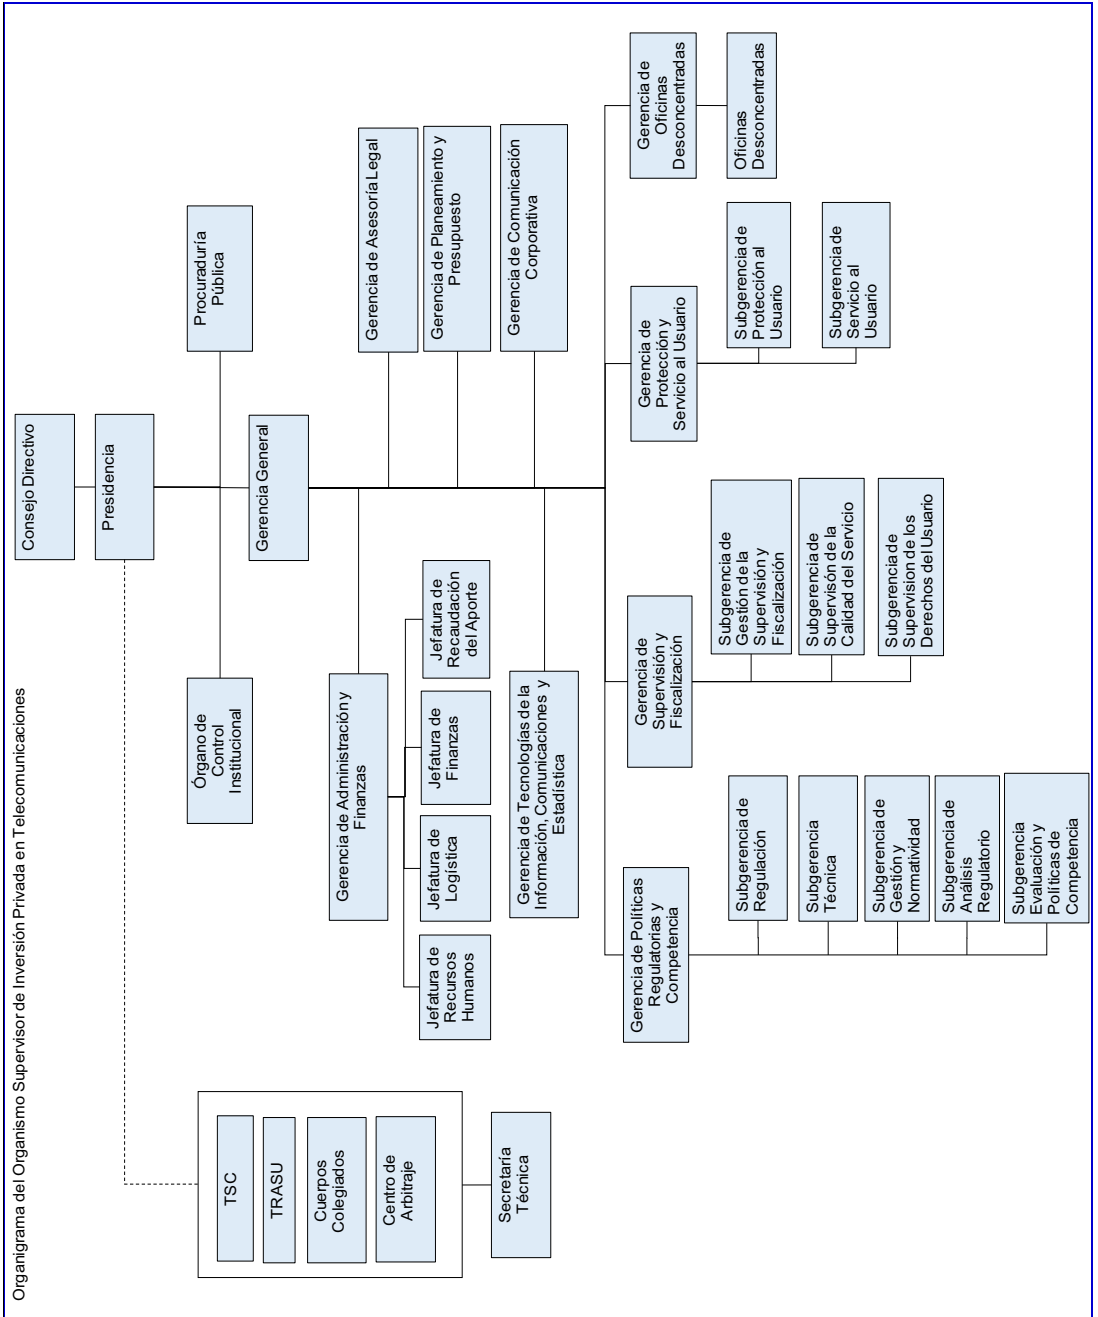 Organigrama del Organismo Supervisor de Inversión Privada en Telecomunicaciones
Consejo Directivo
Presidencia
Órgano de
Control
Institucional
Procuraduría
Pública
Gerencia General
TSC
TRASU
Cuerpos
Colegiados
Centro de
Arbitraje
Secretaría
Técnica
Gerencia de Administración y
Finanzas
Jefatura de
Recursos
Humanos
Jefatura de
Logística
Jefatura de
Finanzas
Jefatura de
Recaudación
del Aporte
Gerencia de Asesoría Legal
Gerencia de Planeamiento y
Presupuesto
Gerencia de Comunicación
Corporativa
Gerencia de Tecnologías de la
Información, Comunicaciones y
Estadística
Gerencia de Políticas
Regulatorias y
Competencia
Subgerencia de
Regulación
Subgerencia
Técnica
Subgerencia de
Gestión y
Normatividad
Subgerencia de
Análisis
Regulatorio
Subgerencia
Evaluación y
Políticas de
Competencia
Gerencia de
Supervisión y
Fiscalización
Subgerencia de
Gestión de la
Supervisión y
Fiscalización
Subgerencia de
Supervisón de la
Calidad del Servicio
Subgerencia de
Supervision de los
Derechos del Usuario
Gerencia de
Protección y
Servicio al Usuario
Subgerencia de
Protección al
Usuario
Subgerencia de
Servicio al
Usuario
Gerencia de
Oficinas
Desconcentradas
Oficinas
Desconcentradas